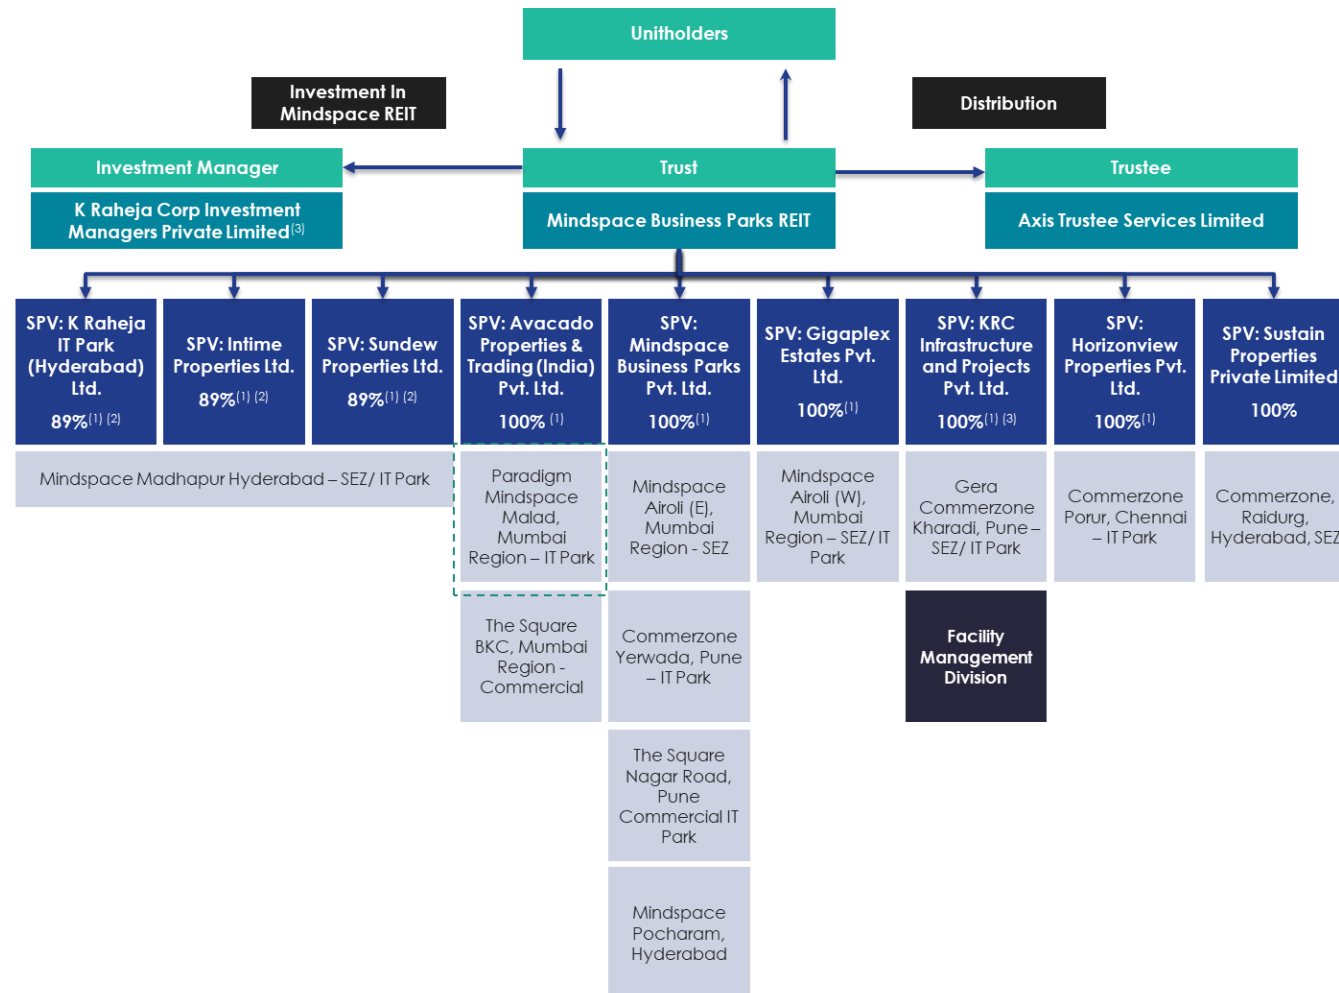 Unitholders
Investment In
Mindspace REIT
Distribution
Investment Manager
Trust
Trustee
K Raheja Corp Investment
Managers Private Limited(3)
Mindspace Business Parks REIT
Axis Trustee Services Limited
SPV: K Raheja
IT Park
(Hyderabad)
Ltd.
89%(1) (2)
SPV: Intime
Properties Ltd.
89%(1) (2)
SPV: Sundew
Properties Ltd.
89%(1) (2)
SPV: Avacado
Properties &
Trading (India)
Pvt. Ltd.
100% (1)
SPV:
Mindspace
Business Parks
Pvt. Ltd.
100%(1)
SPV: Gigaplex
Estates Pvt.
Ltd.
100%(1)
SPV: KRC
Infrastructure
and Projects
Pvt. Ltd.
100%(1) (3)
SPV:
Horizonview
Properties Pvt.
Ltd.
100%(1)
SPV: Sustain
Properties
Private Limited
100%
Mindspace Madhapur Hyderabad – SEZ/ IT Park
Paradigm
Mindspace
Malad,
Mumbai
Region – IT Park
Mindspace
Airoli (E),
Mumbai
Region - SEZ
Mindspace
Airoli (W),
Mumbai
Region – SEZ/ IT
Park
Gera
Commerzone
Kharadi, Pune –
SEZ/ IT Park
Commerzone
Porur, Chennai
– IT Park
Commerzone,
Raidurg,
Hyderabad, SEZ
The Square
BKC, Mumbai
Region -
Commercial
Commerzone
Yerwada, Pune
– IT Park
Facility
Management
Division
The Square
Nagar Road,
Pune
Commercial IT
Park
Mindspace
Pocharam,
Hyderabad